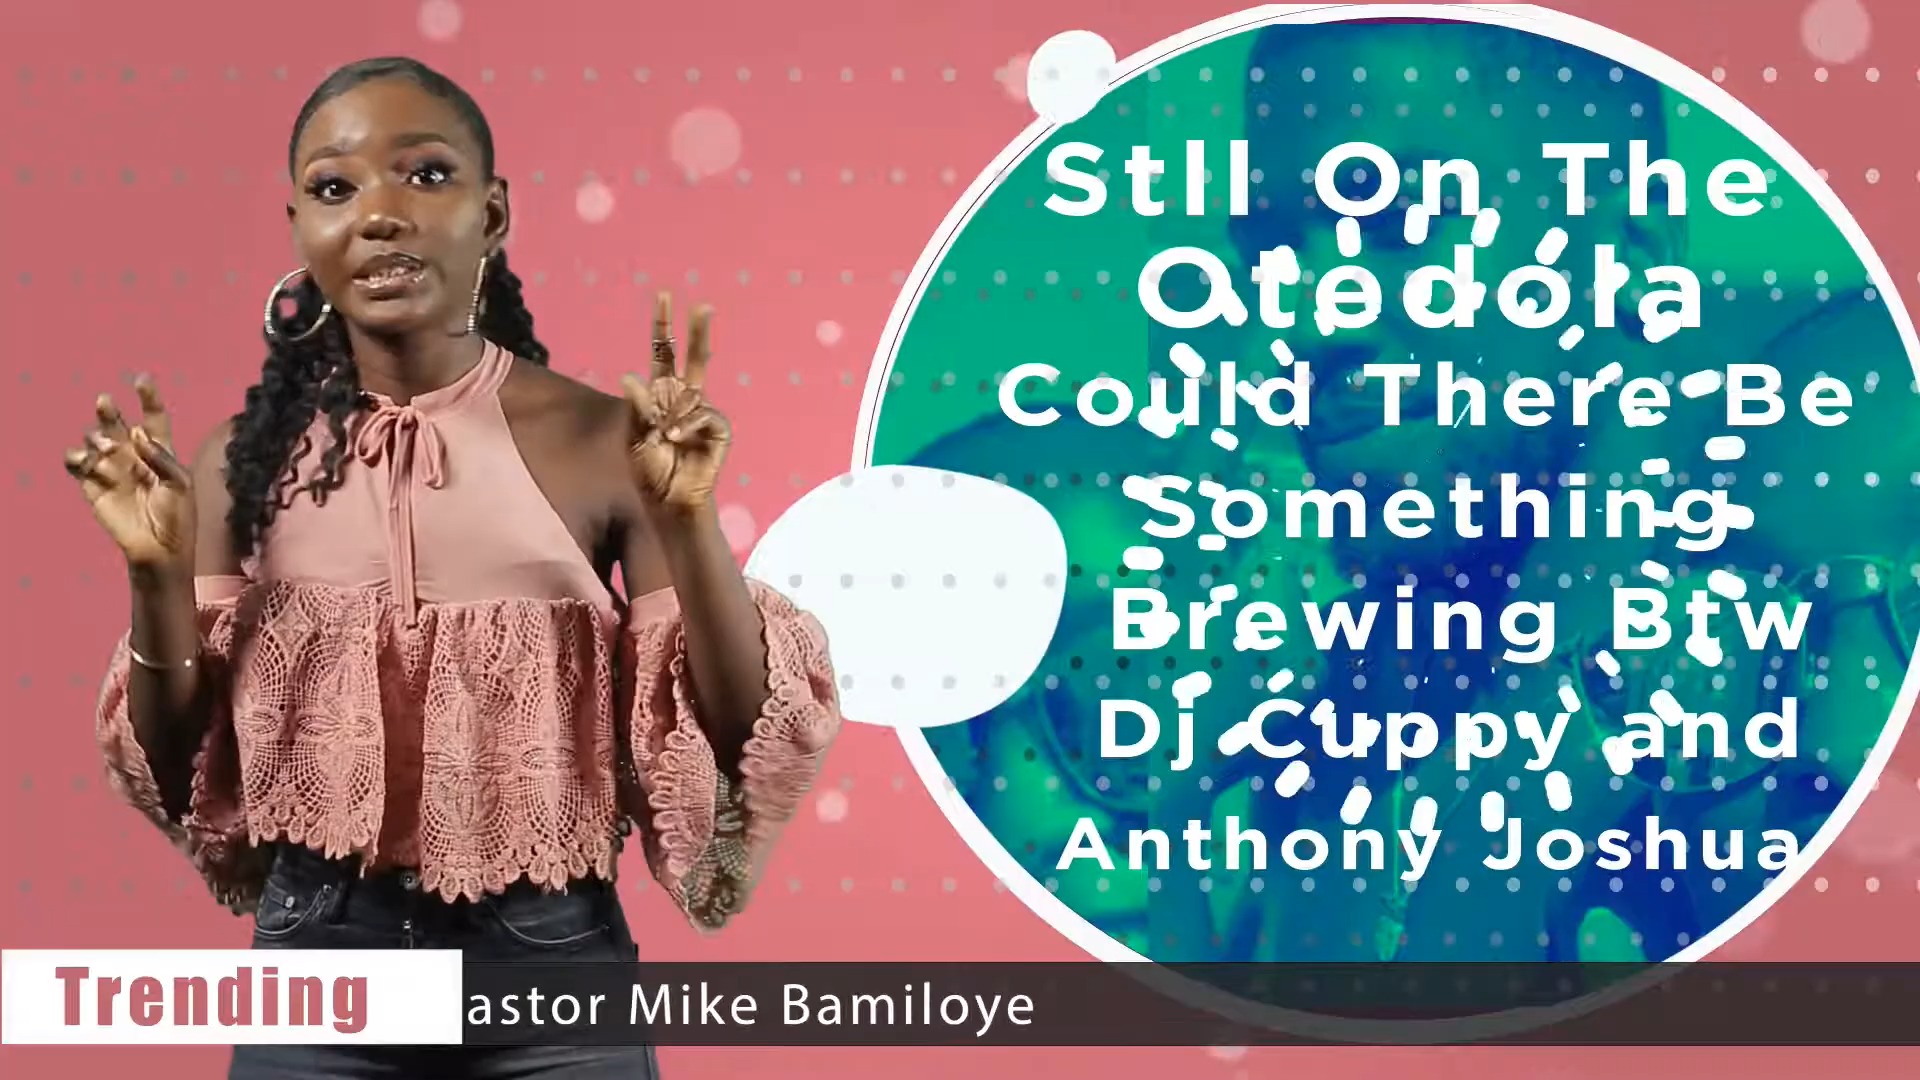 Stll On The
Otedola
Could There Be
Something
Brewing Btw
Dj Cuppy and
Anthony Joshua
Trending
astor Mike Bamiloye